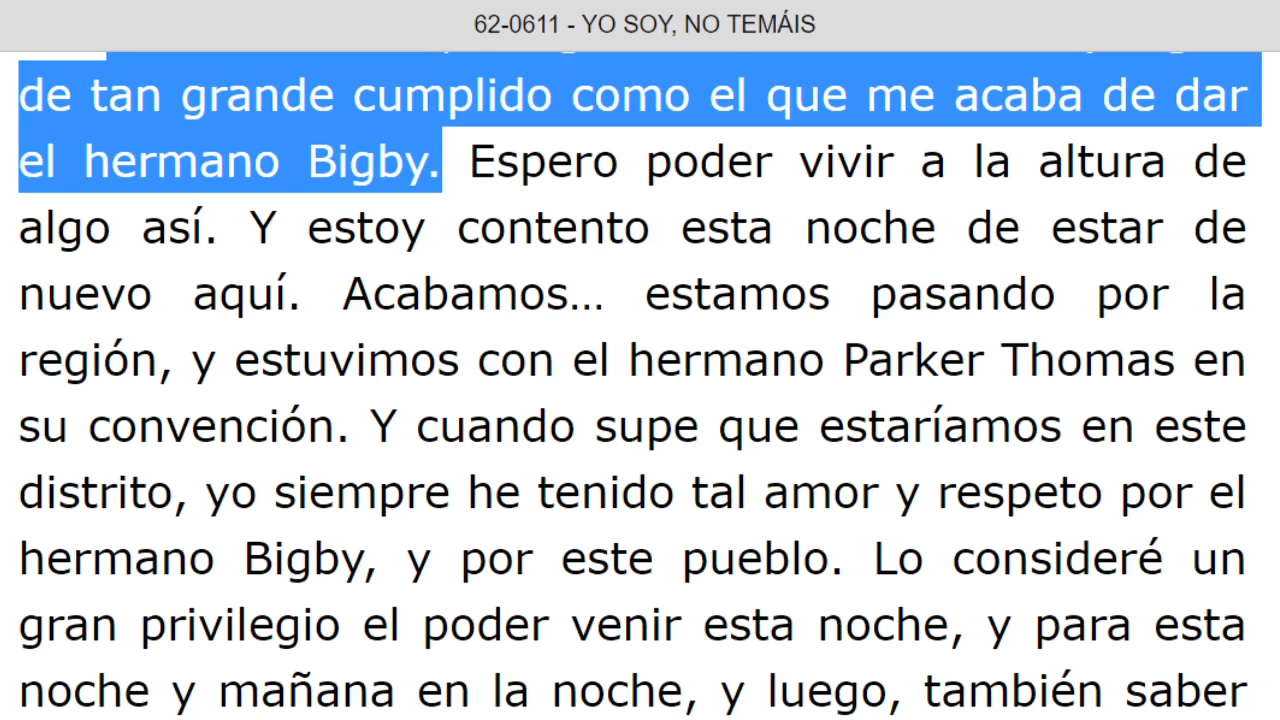 62-0611 - YO SOY, NO TEMÁIS
de tan grande cumplido como el que me acaba de dar
el hermano Bigby. Espero poder vivir a la altura de
algo así. Y estoy contento esta noche de estar de
nuevo aquí. Acabamos… estamos pasando por la
región, y estuvimos con el hermano Parker Thomas en
su convención. Y cuando supe que estaríamos en este
distrito, yo siempre he tenido tal amor y respeto por el
hermano Bigby, y por este pueblo. Lo consideré un
gran privilegio el poder venir esta noche, y para esta
noche y mañana en la noche, y luego, también saber